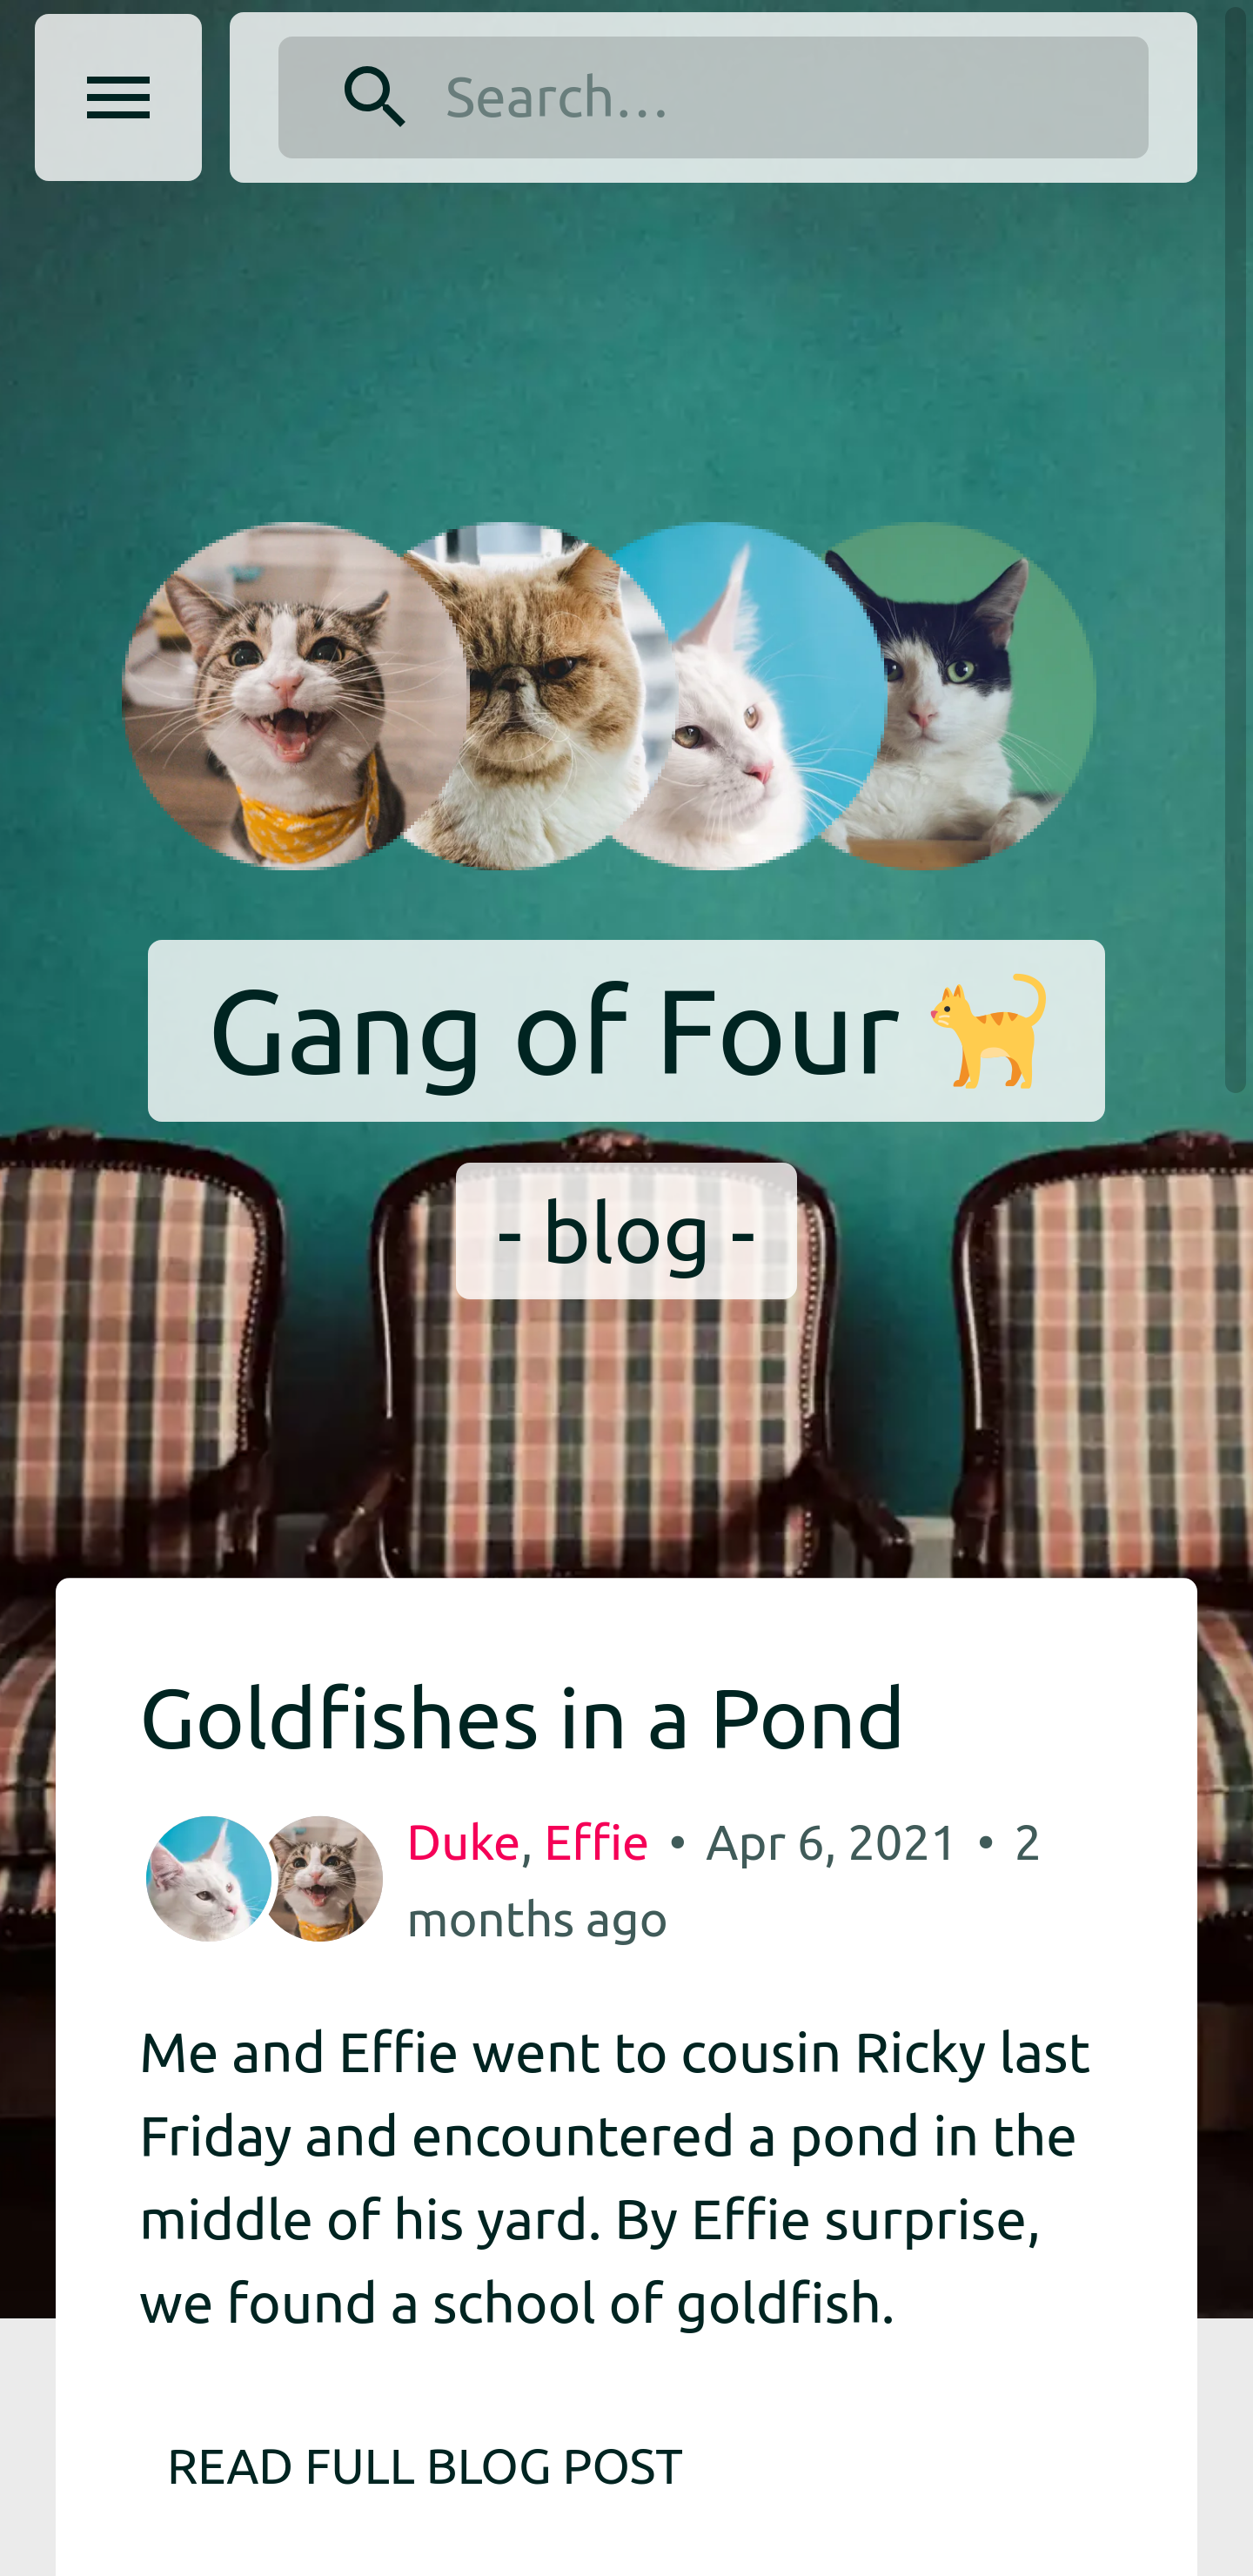 Search…
Gang of Four 🐈
- blog -
Goldfishes in a Pond
Duke, Effie • Apr 6, 2021 • 2
months ago
Me and Effie went to cousin Ricky last
Friday and encountered a pond in the
middle of his yard. By Effie surprise,
we found a school of goldfish.
READ FULL BLOG POST